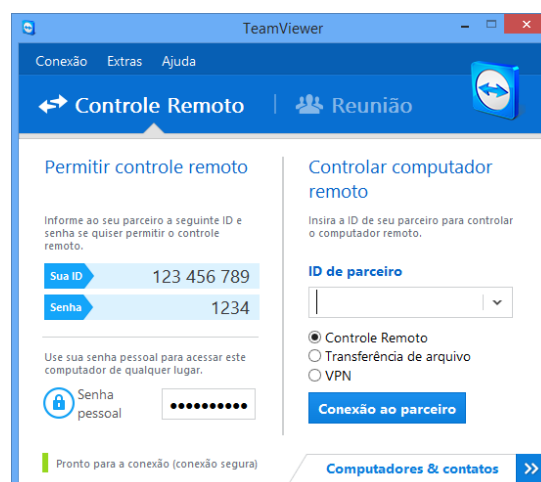 TeamViewer
Conexão Extras Ajuda
Controle Remoto
Reunião
Permitir controle remoto
Informe ao seu parceiro a seguinte ID e
senha se quiser permitir o controle
remoto.
Sua ID 123 456 789
Senha 1234
Use sua senha pessoal para acessar este
computador de qualquer lugar.
Senha
pessoal
Pronto para a conexão (conexão segura)
Controlar computador
remoto
Insira a ID de seu parceiro para controlar
o computador remoto.
ID de parceiro
Controle Remoto
Transferência de arquivo
VPN
Conexão ao parceiro
Computadores & contatos